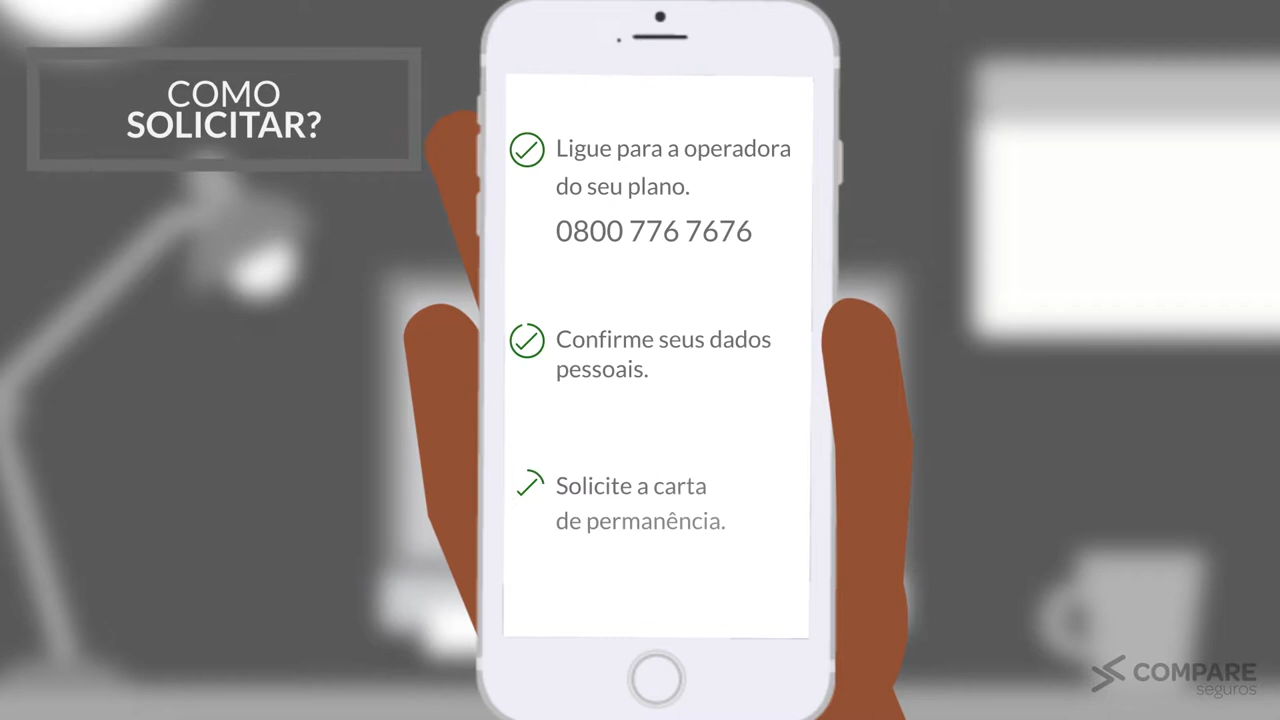 COMO
SOLICITAR?
Ligue para a operadora
do seu plano.
0800 776 7676
Confirme seus dados
pessoais.
Solicite a carta
de permanência.
COMPARE
seguros